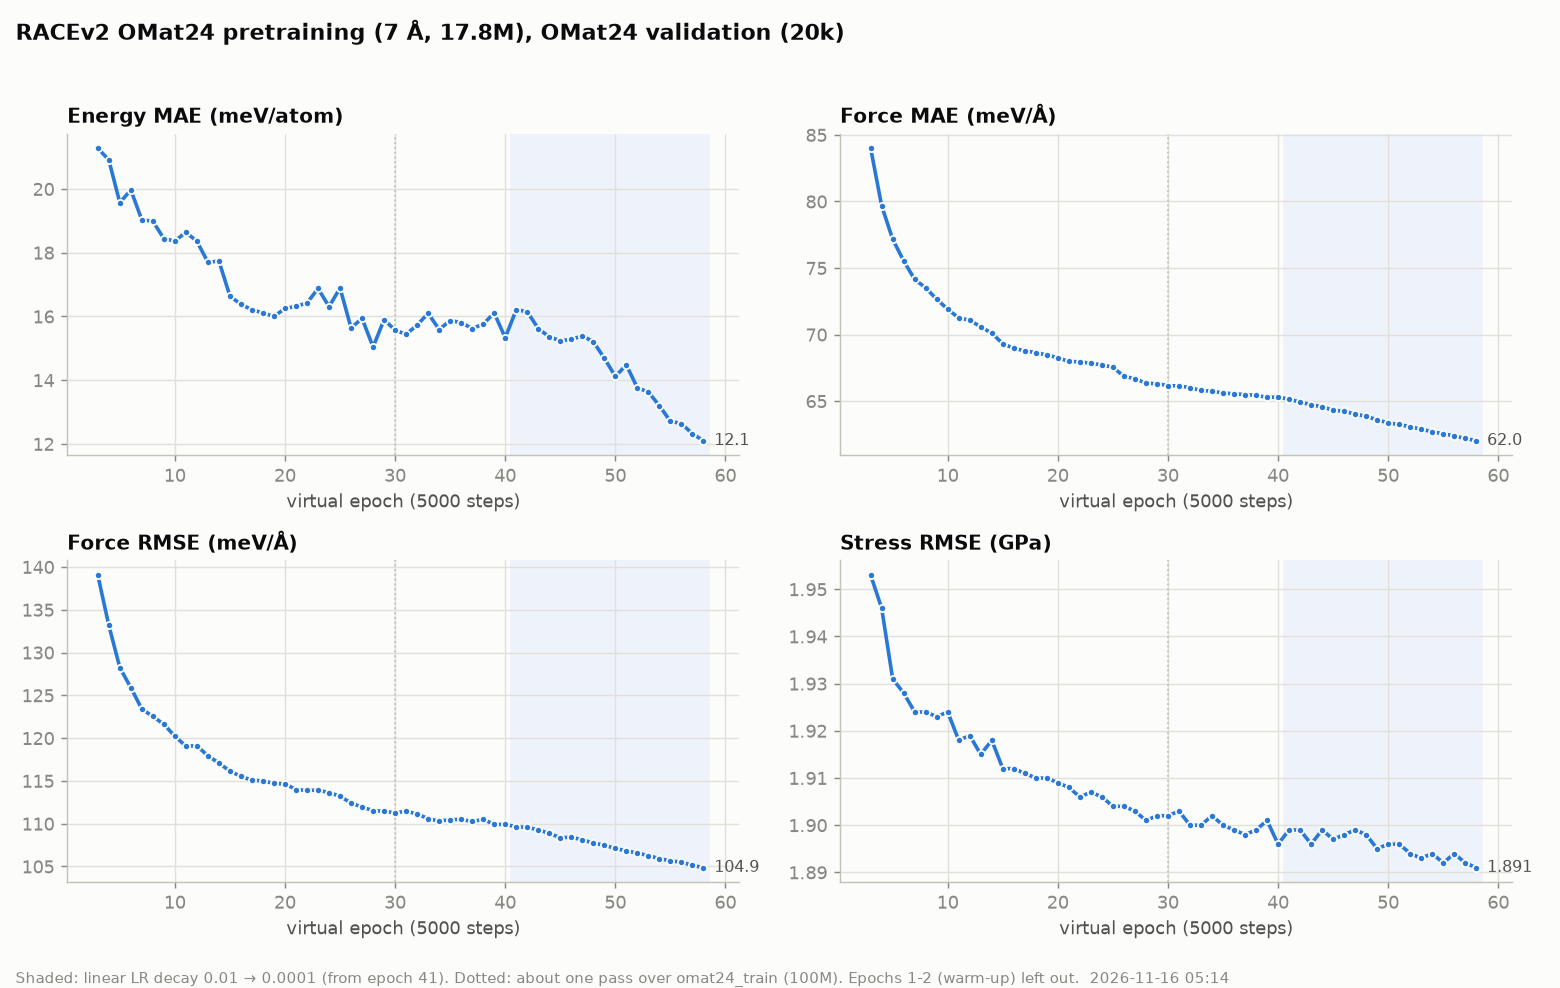 RACEv2 OMat24 pretraining (7 Å, 17.8M), OMat24 validation (20k)
Energy MAE (meV/atom)
20
18
16
14
12
12.1
10 20 30 40 50 60
virtual epoch (5000 steps)
Force MAE (meV/Å)
85
80
75
70
65
62.0
10 20 30 40 50 60
virtual epoch (5000 steps)
Force RMSE (meV/Å)
140
135
130
125
120
115
110
105
104.9
10 20 30 40 50 60
virtual epoch (5000 steps)
Stress RMSE (GPa)
1.95
1.94
1.93
1.92
1.91
1.90
1.89
1.891
10 20 30 40 50 60
virtual epoch (5000 steps)
Shaded: linear LR decay 0.01 → 0.0001 (from epoch 41). Dotted: about one pass over omat24_train (100M). Epochs 1-2 (warm-up) left out. 2026-11-16 05:14